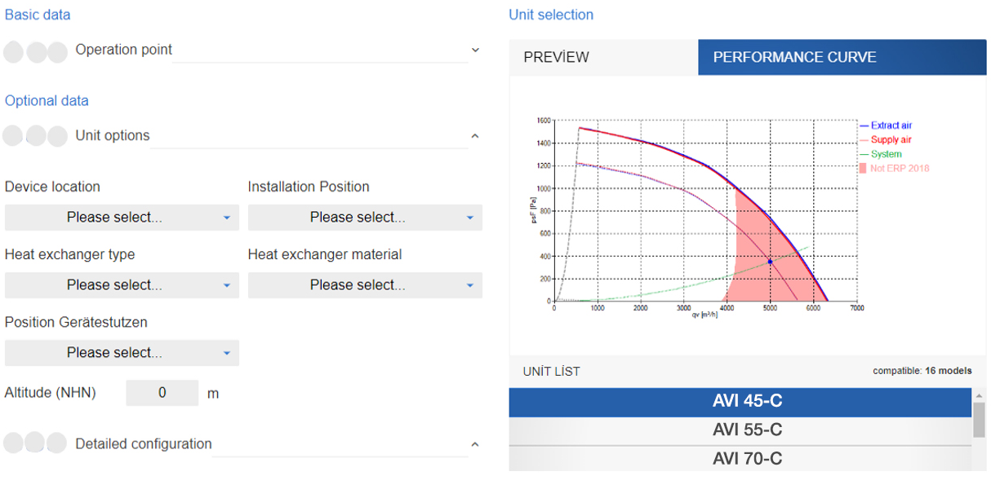 Basic data
Operation point
Optional data
Unit options
Device location
Installation Position
Please select...
Please select...
Heat exchanger type
Heat exchanger material
Please select...
Please select...
Position Gerätestutzen
Please select...
Altitude (NHN)
0
m
Detailed configuration
Unit selection
PREVİEW
PERFORMANCE CURVE
1600
1400
1200
1000
800
600
400
200
0
psF [Pa]
0
1000
2000
3000
4000
5000
6000
7000
qv [m³/h]
Extract air
Supply air
System
Not ERP 2018
UNİT LİST
compatible: 16 models
AVI 45-C
AVI 55-C
AVI 70-C